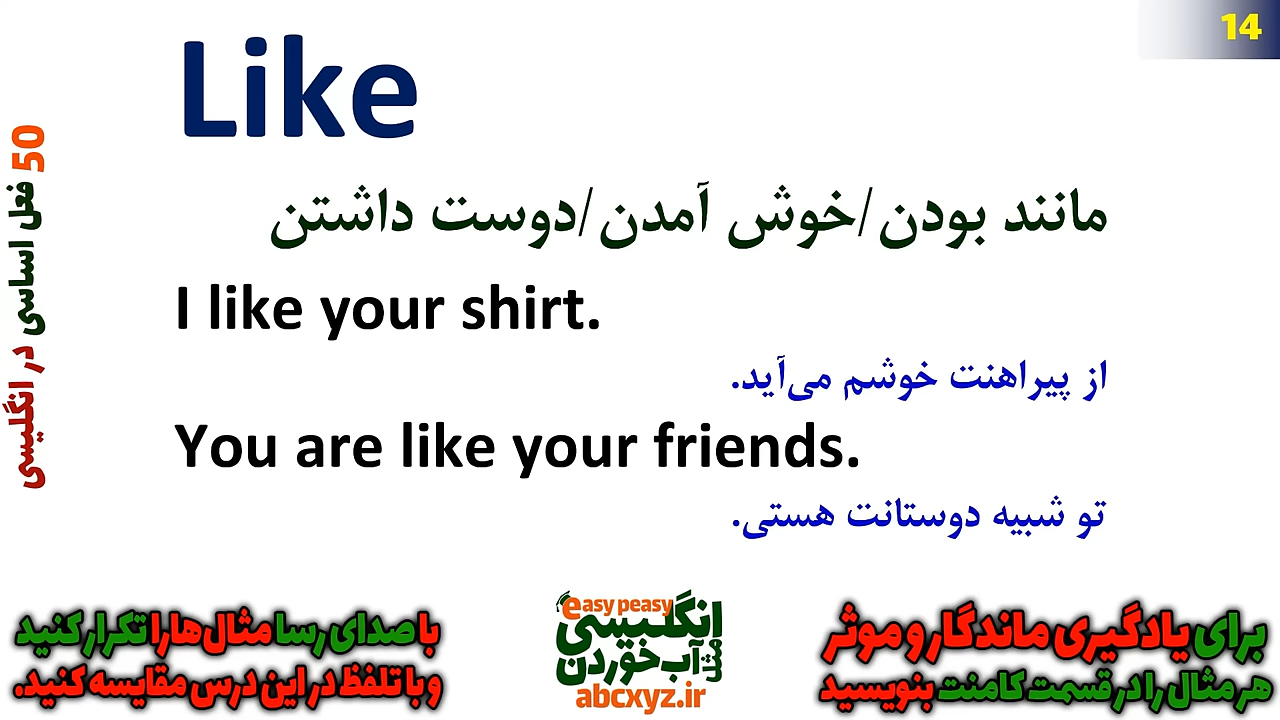 14
Like
مانند بودن/خوش آمدن/دوست داشتن
I like your shirt.
از پیراهنت خوشم می‌آید.
You are like your friends.
تو شبیه دوستانت هستی.
50 فعل اساسی در انگلیسی
برای یادگیری ماندگار و موثر
هر مثال را در قسمت کامنت بنویسید
easy peasy
انگلیسی
مثل آب خوردن
abcxyz.ir
با صدای رسا مثال‌ها را تکرار کنید
و با تلفظ در این درس مقایسه کنید.